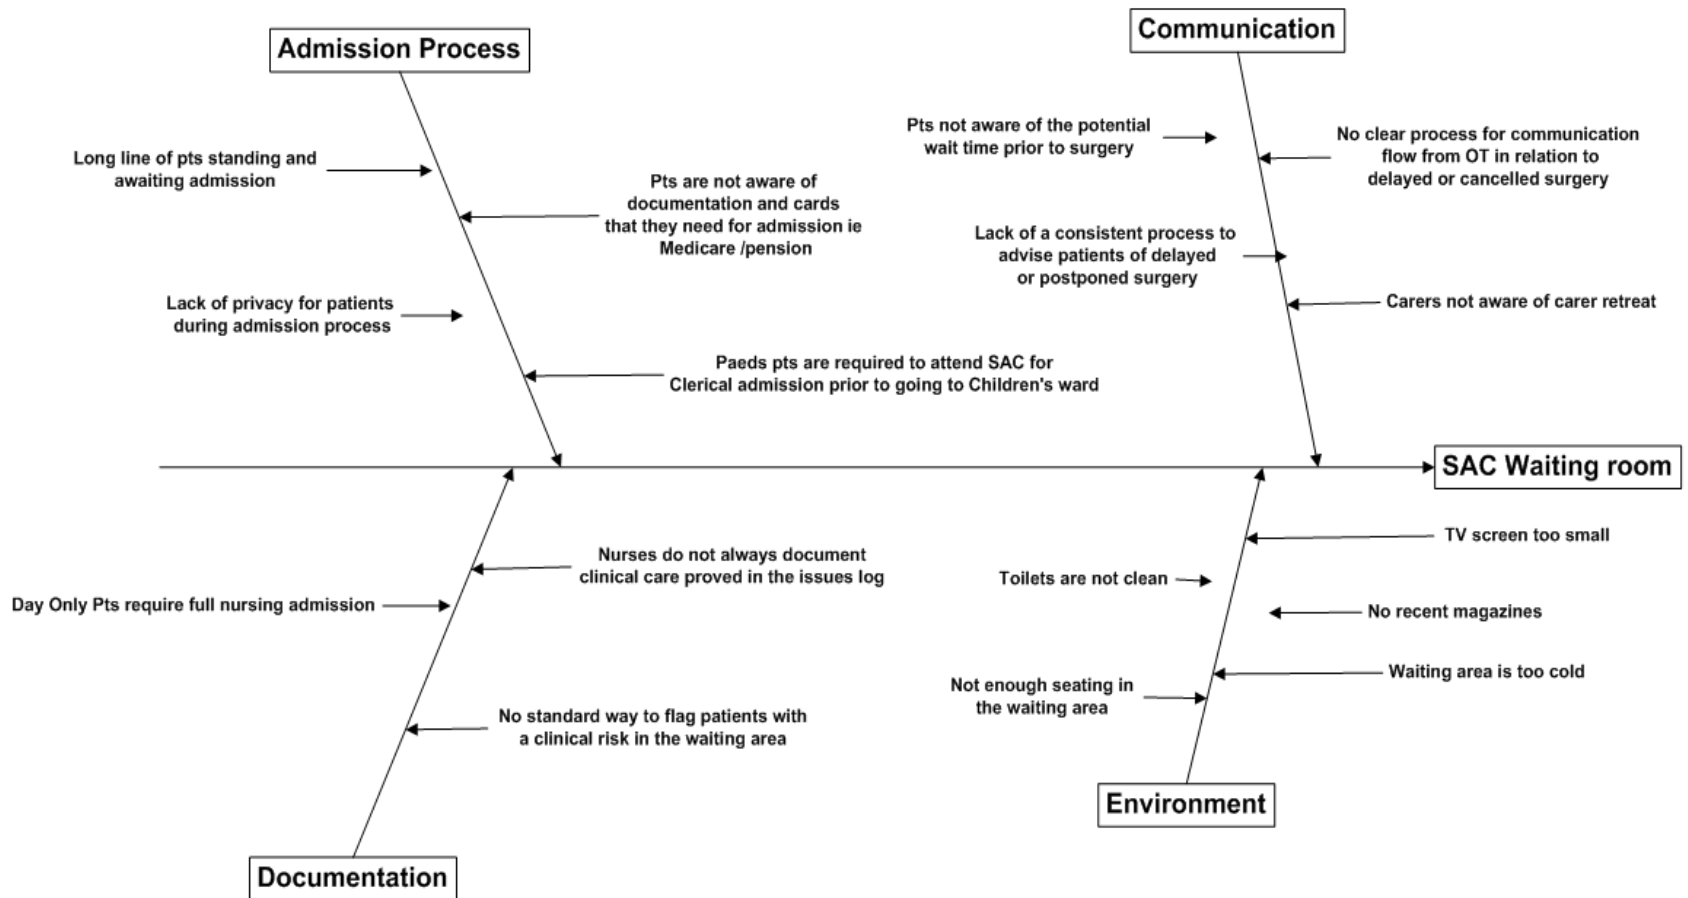 Admission Process
Long line of pts standing and
awaiting admission
Pts are not aware of
documentation and cards
that they need for admission ie
Medicare /pension
Lack of privacy for patients
during admission process
Paeds pts are required to attend SAC for
Clerical admission prior to going to Children's ward
Communication
Pts not aware of the potential
wait time prior to surgery
No clear process for communication
flow from OT in relation to
delayed or cancelled surgery
Lack of a consistent process to
advise patients of delayed
or postponed surgery
Carers not aware of carer retreat
SAC Waiting room
Nurses do not always document
clinical care proved in the issues log
Day Only Pts require full nursing admission
No standard way to flag patients with
a clinical risk in the waiting area
Documentation
TV screen too small
Toilets are not clean
No recent magazines
Waiting area is too cold
Not enough seating in
the waiting area
Environment